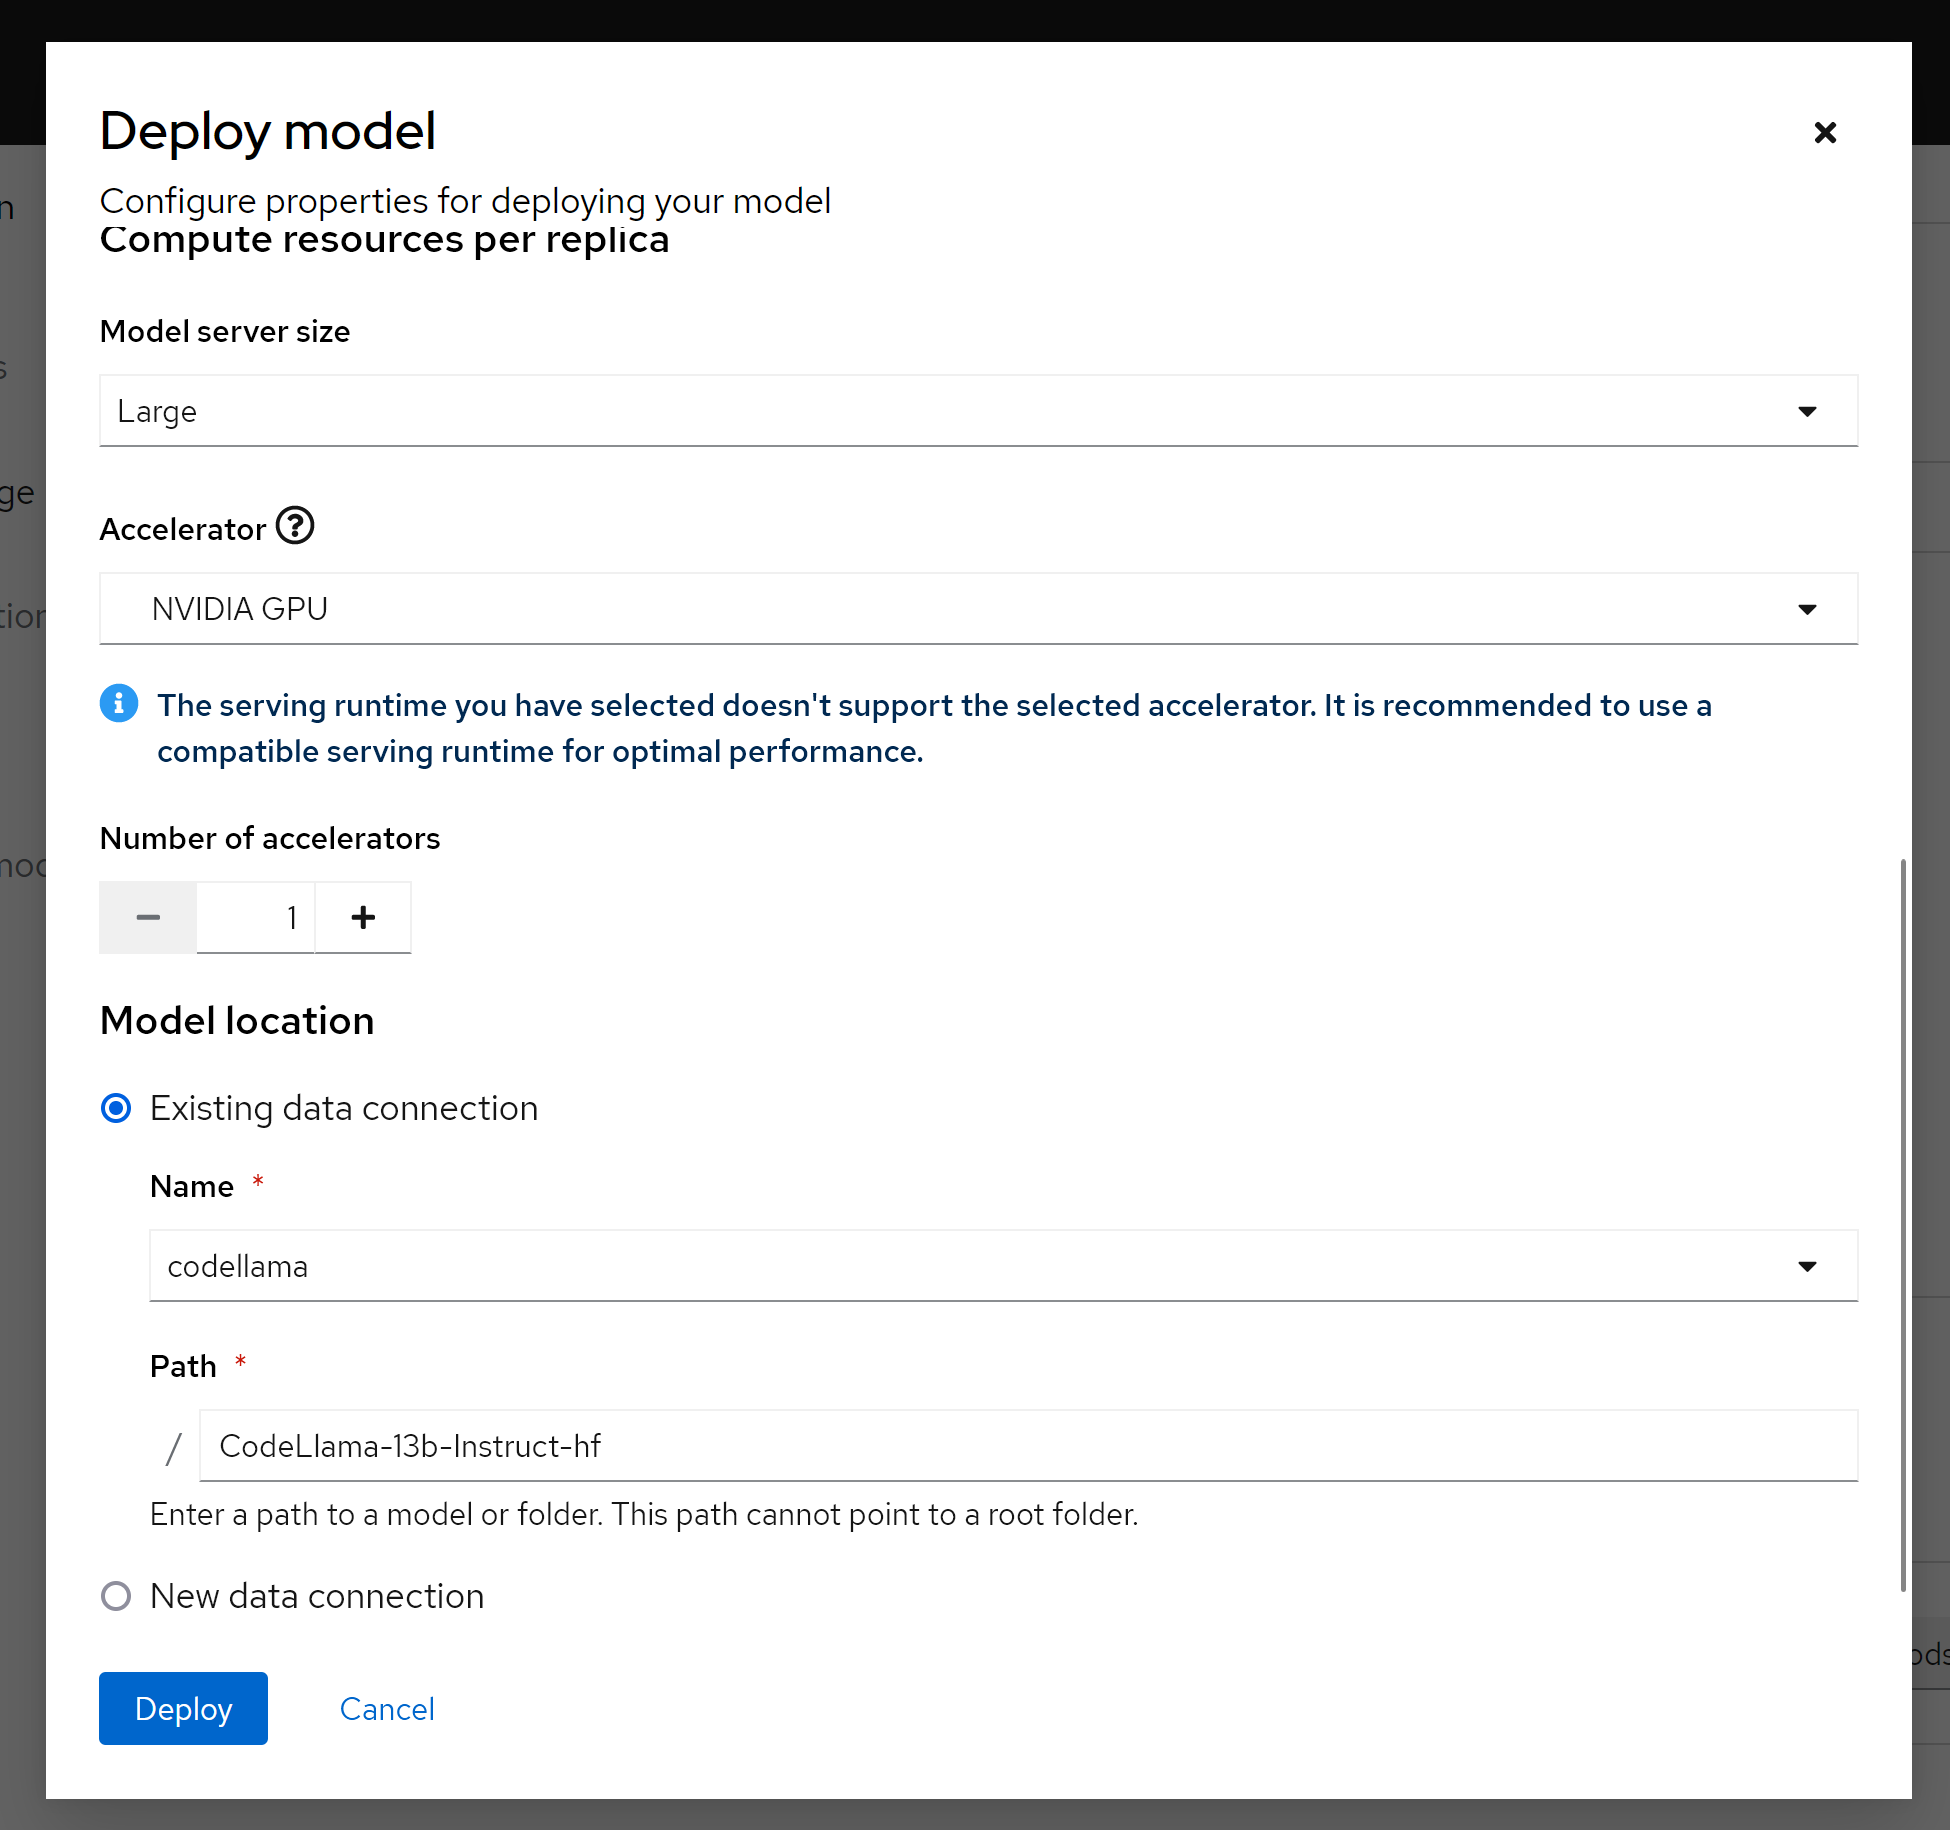 Deploy model
Configure properties for deploying your model
Compute resources per replica
Model server size
Large
Accelerator
NVIDIA GPU
The serving runtime you have selected doesn't support the selected accelerator. It is recommended to use a
compatible serving runtime for optimal performance.
Number of accelerators
1
Model location
Existing data connection
Name *
codellama
Path *
/ CodeLlama-13b-Instruct-hf
Enter a path to a model or folder. This path cannot point to a root folder.
New data connection
Deploy Cancel